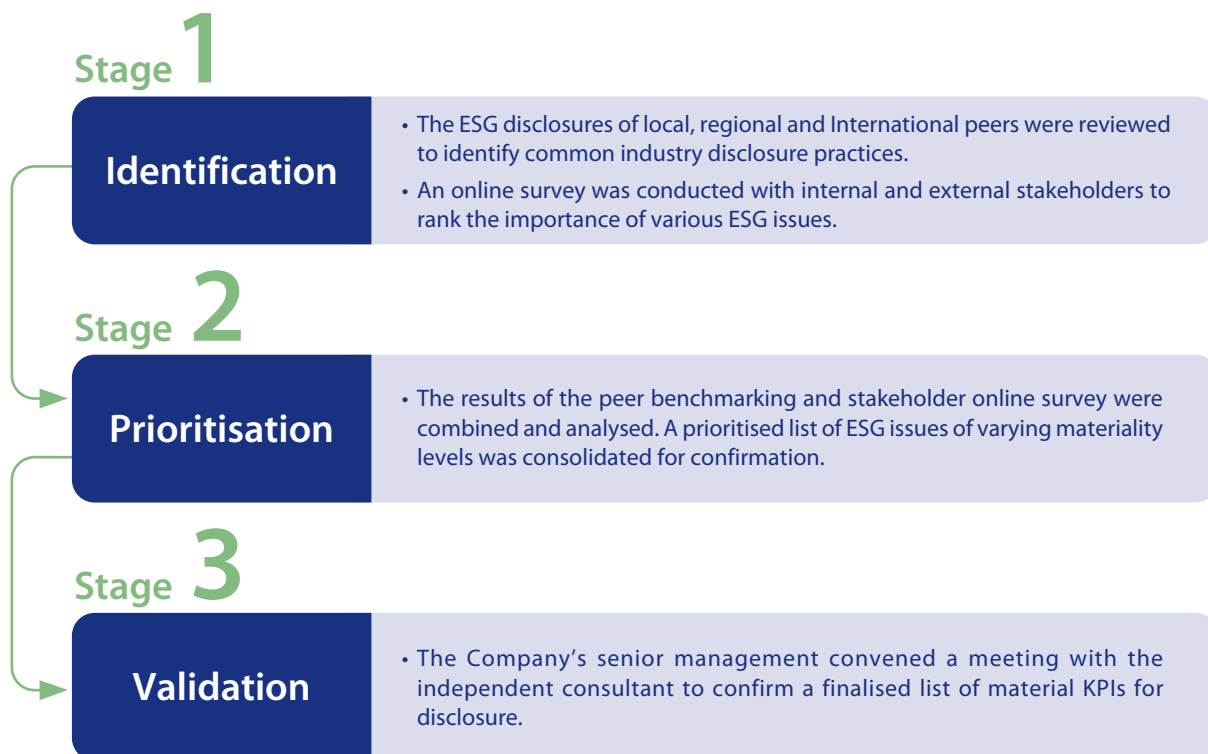 Stage 1
Identification
• The ESG disclosures of local, regional and International peers were reviewed
to identify common industry disclosure practices.
• An online survey was conducted with internal and external stakeholders to
rank the importance of various ESG issues.
Stage 2
Prioritisation
• The results of the peer benchmarking and stakeholder online survey were
combined and analysed. A prioritised list of ESG issues of varying materiality
levels was consolidated for confirmation.
Stage 3
Validation
• The Company's senior management convened a meeting with the
independent consultant to confirm a finalised list of material KPIs for
disclosure.